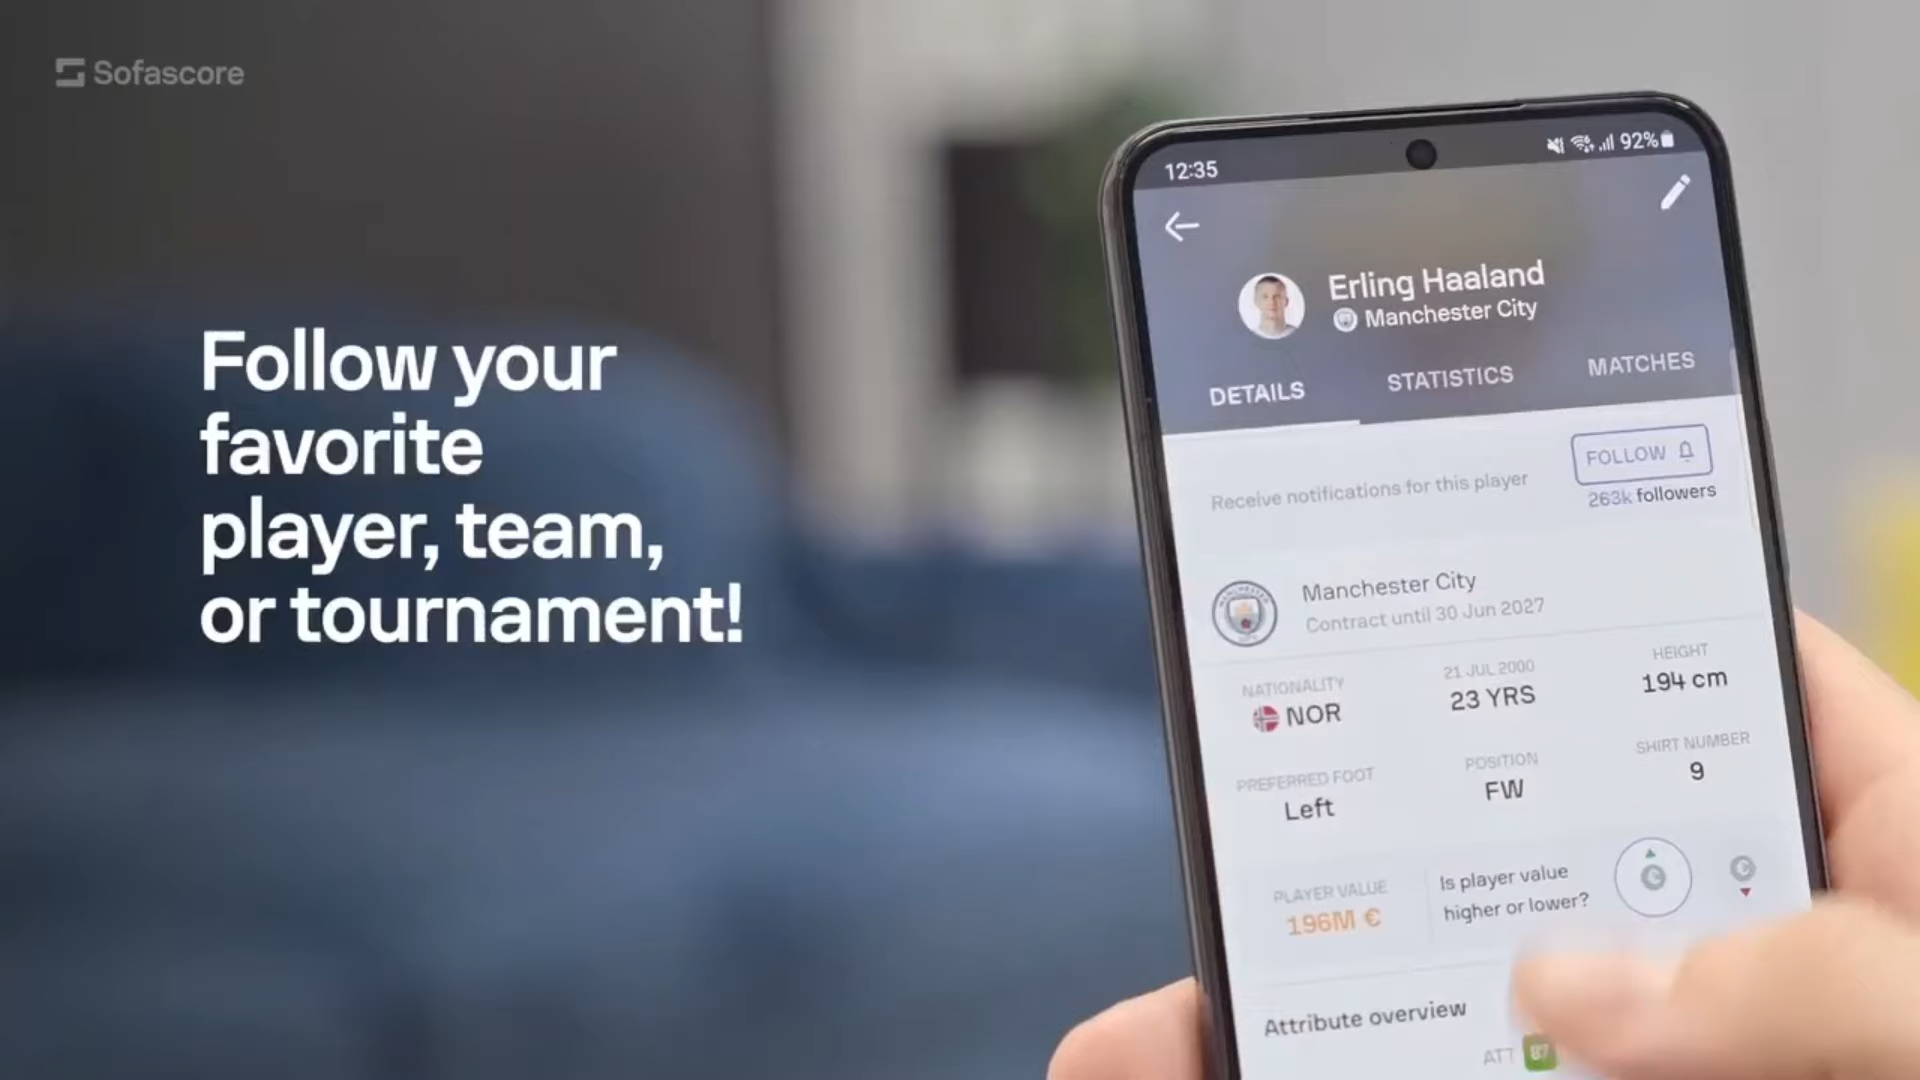 Sofascore
Follow your
favorite
player, team,
or tournament!
12:35
92%
Erling Haaland
Manchester City
DETAILS
STATISTICS
MATCHES
Receive notifications for this player
FOLLOW
263k followers
Manchester City
Contract until 30 Jun 2027
NATIONALITY
NOR
21 JUL 2000
23 YRS
HEIGHT
194 cm
PREFERRED FOOT
Left
POSITION
FW
SHIRT NUMBER
9
PLAYER VALUE
196M €
Is player value
higher or lower?
Attribute overview
ATT 87